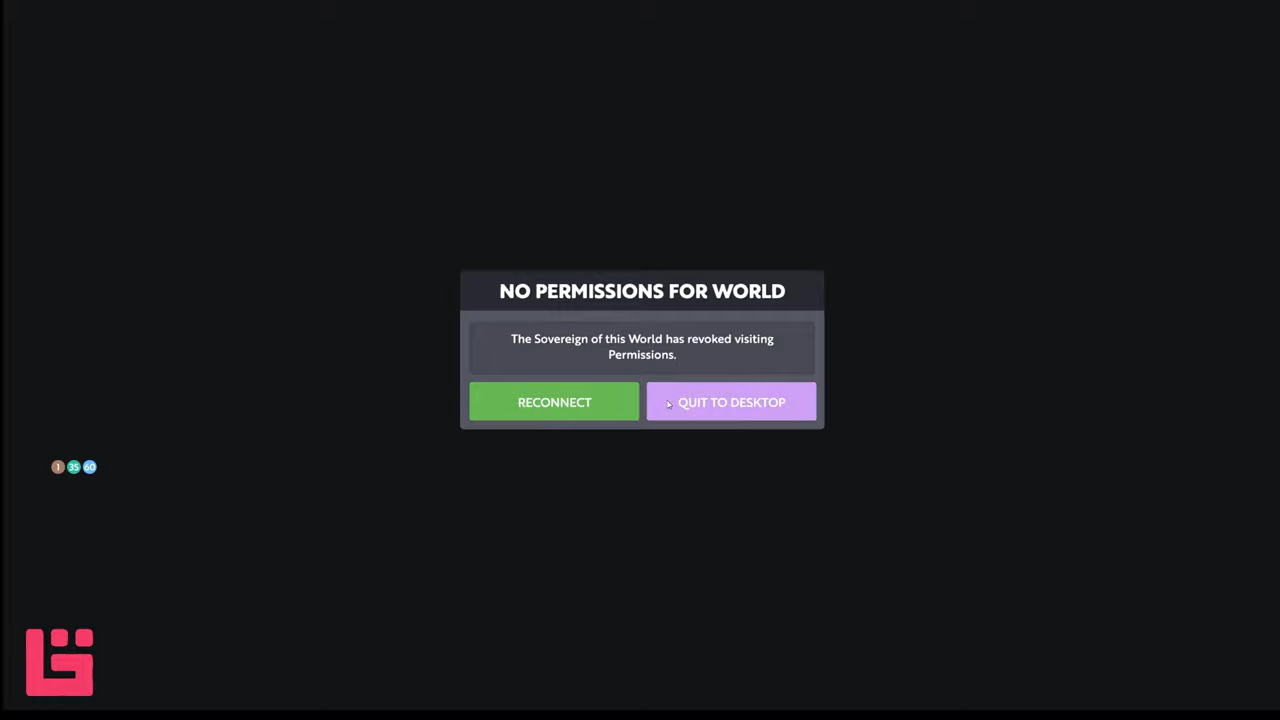 NO PERMISSIONS FOR WORLD
The Sovereign of this World has revoked visiting
Permissions.
RECONNECT
QUIT TO DESKTOP
1 35 60